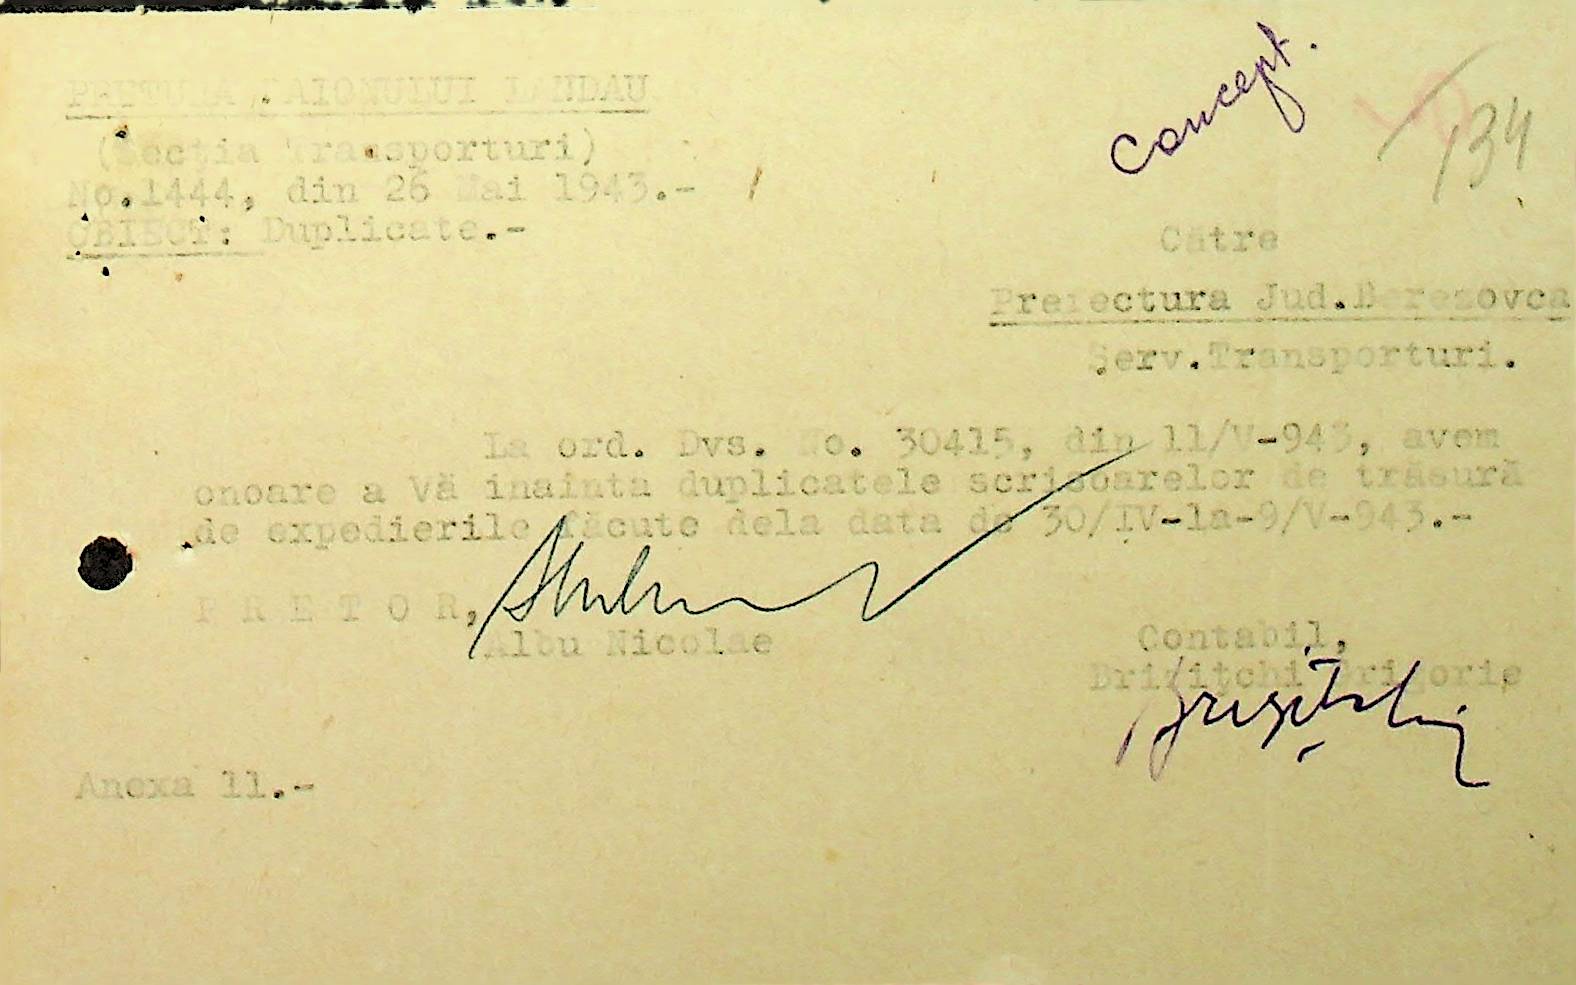 Concept.
134
PRETURA RAIONULUI LANDAU
(Secția Transporturi)
No.1444, din 26 Mai 1943.-
OBIECT: Duplicate.-
Către
Prefectura Jud.Berezovca
Serv.Transporturi.
La ord. Dvs. No. 30415, din 11/V-943, avem
onoare a Vă inainta duplicatele scrisoarelor de trăsură
de expedierile făcute dela data de 30/IV-la-9/V-943.-
P R E T O R,
Albu Nicolae
Contabil,
Grigorie
Anexa 11.-